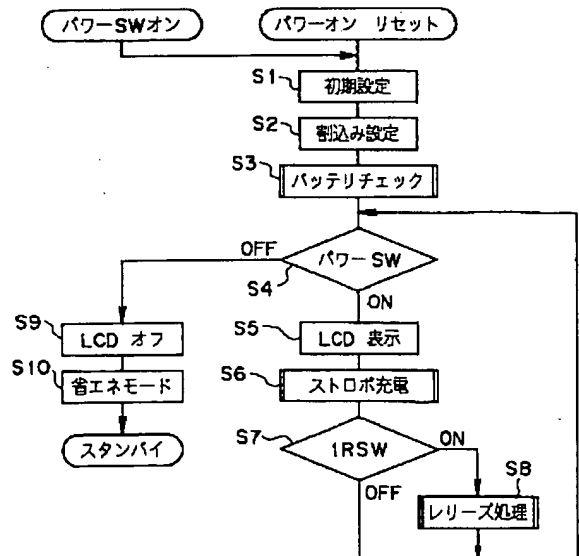 パワーSWオン
パワーオン リセット
S1
初期設定
S2
割込み設定
S3
バッテリチェック
OFF
パワーSW
S4
ON
S9
LCD オフ
S5
LCD 表示
S10
省エネモード
S6
ストロボ充電
スタンバイ
S7
1RSW
ON
OFF
S8
レリーズ処理